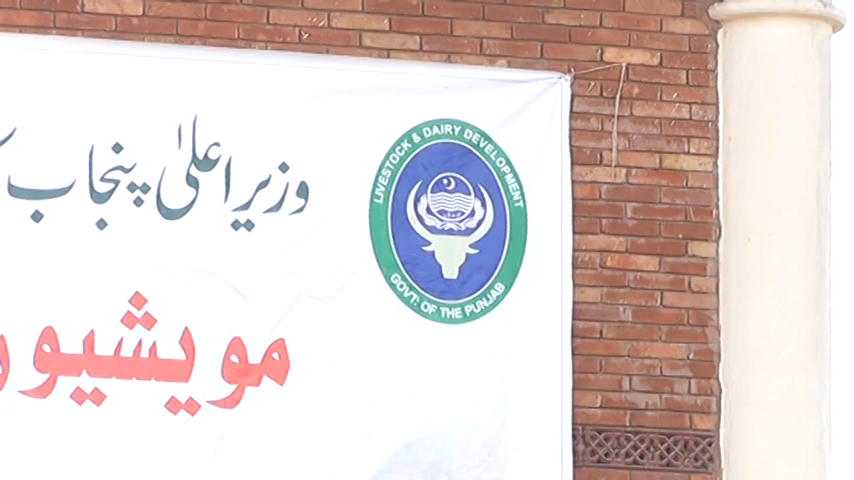 وزیراعلیٰ پنجاب
مویشیو
LIVESTOCK & DAIRY DEVELOPMENT
GOVT: OF THE PUNJAB